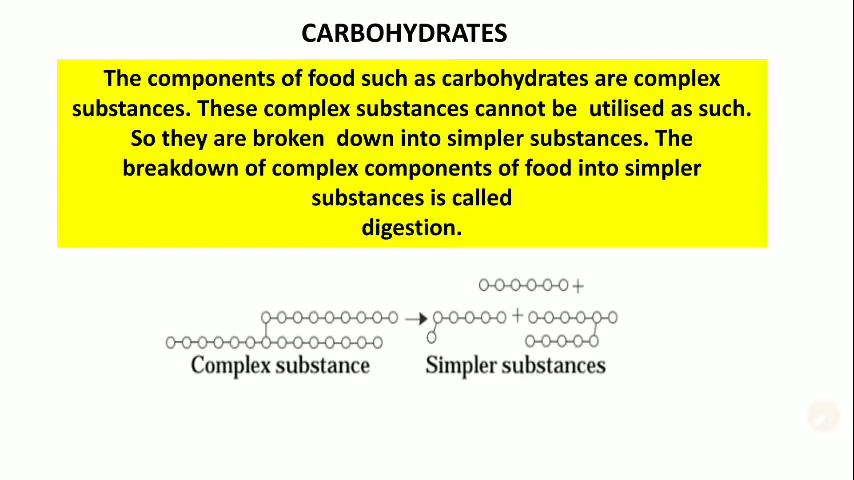 CARBOHYDRATES
The components of food such as carbohydrates are complex
substances. These complex substances cannot be utilised as such.
So they are broken down into simpler substances. The
breakdown of complex components of food into simpler
substances is called
digestion.
+
+
Complex substance Simpler substances